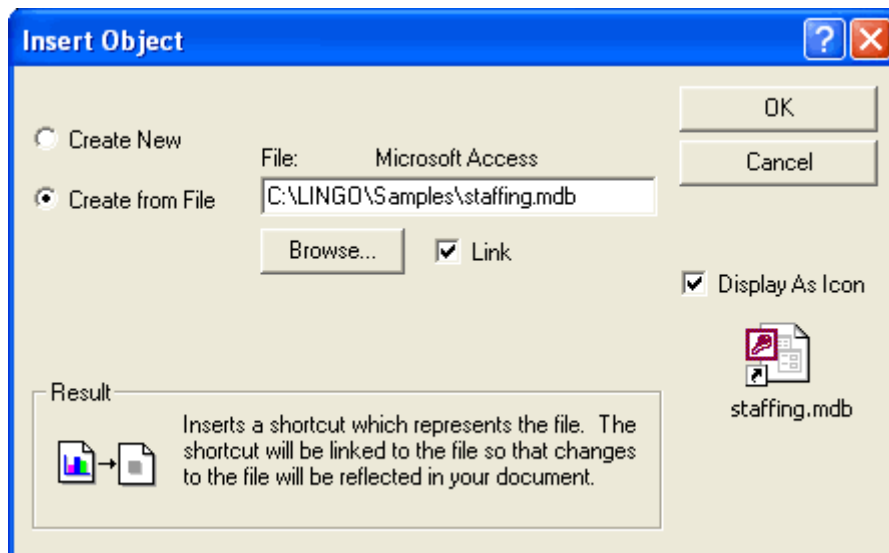 Insert Object
OK
Create New
File: Microsoft Access
Cancel
Create from File
C:\LINGO\Samples\staffing.mdb
Browse...
Link
Display As Icon
staffing.mdb
Result
Inserts a shortcut which represents the file. The
shortcut will be linked to the file so that changes
to the file will be reflected in your document.